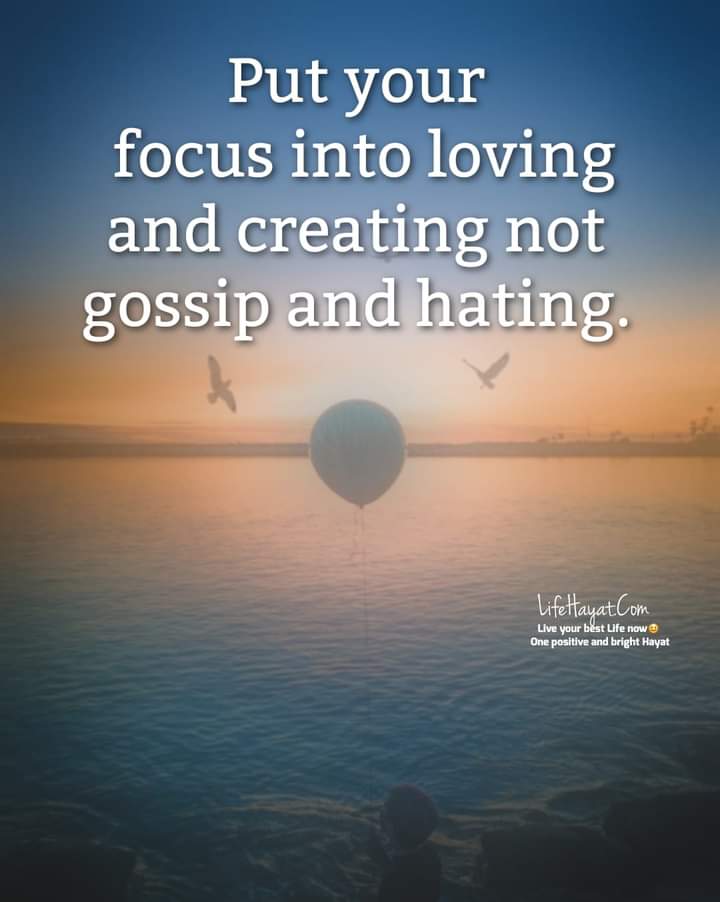 Put your
focus into loving
and creating not
gossip and hating.
LifeHayat.Com
Live your best Life now😃
One positive and bright Hayat